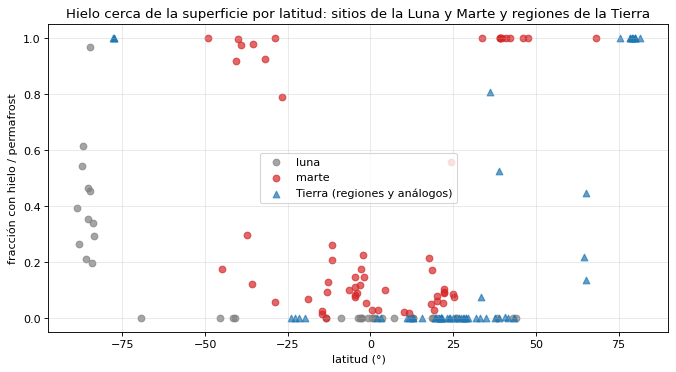 Hielo cerca de la superficie por latitud: sitios de la Luna y Marte y regiones de la Tierra
fracción con hielo / permafrost
1.0
0.8
0.6
0.4
0.2
0.0
luna
marte
Tierra (regiones y análogos)
−75
−50
−25
0
25
50
75
latitud (°)